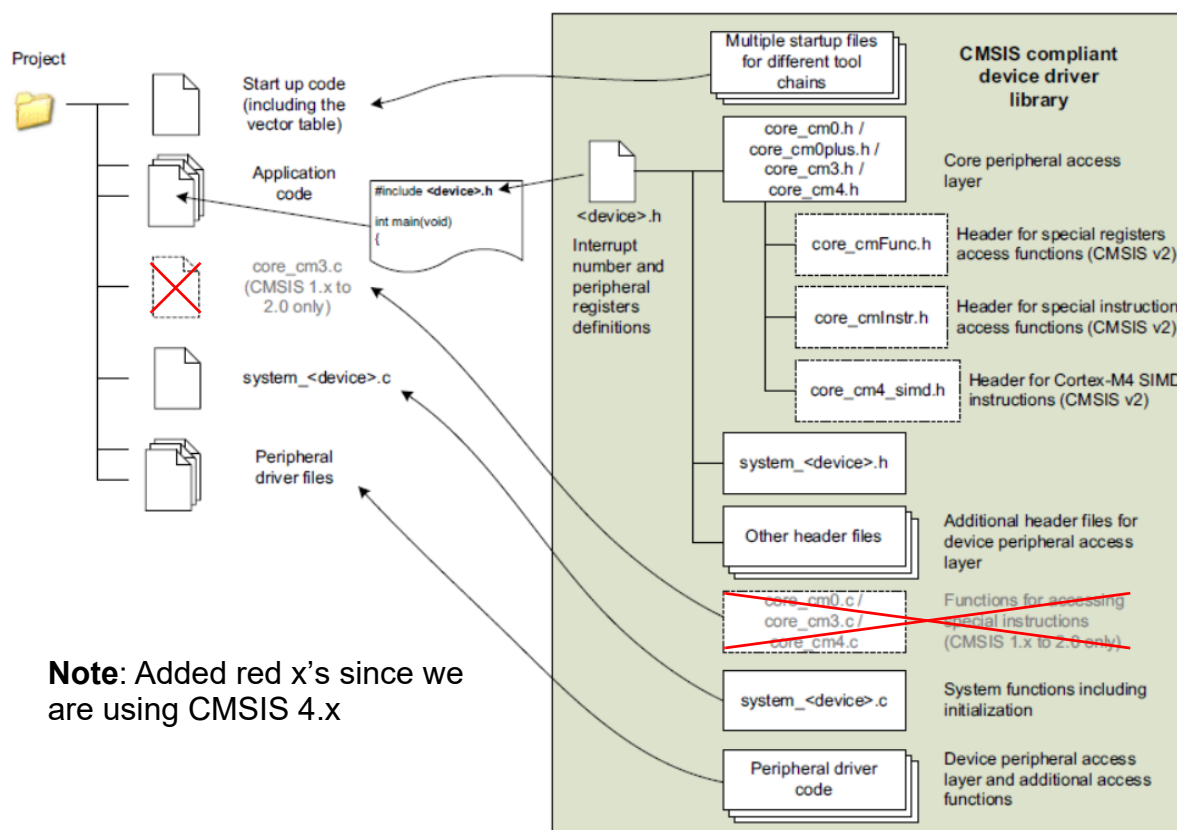 Project
Start up code
(including the
vector table)
Application
code
core_cm3.c
(CMSIS 1.x to
2.0 only)
system_<device>.c
Peripheral
driver files
#include <device>.h
int main(void)
{
<device>.h
Interrupt
number and
peripheral
registers
definitions
Multiple startup files
for different tool
chains
CMSIS compliant
device driver
library
core_cm0.h /
core_cm0plus.h /
core_cm3.h /
core_cm4.h
Core peripheral access
layer
core_cmFunc.h
Header for special registers
access functions (CMSIS v2)
core_cmInstr.h
Header for special instruction
access functions (CMSIS v2)
core_cm4_simd.h
Header for Cortex-M4 SIMD
instructions (CMSIS v2)
system_<device>.h
Other header files
Additional header files for
device peripheral access
layer
core_cm0.c /
core_cm3.c /
core_cm4.c
Functions for accessing
special instructions
(CMSIS 1.x to 2.0 only)
system_<device>.c
System functions including
initialization
Peripheral driver
code
Device peripheral access
layer and additional access
functions
Note: Added red x's since we
are using CMSIS 4.x